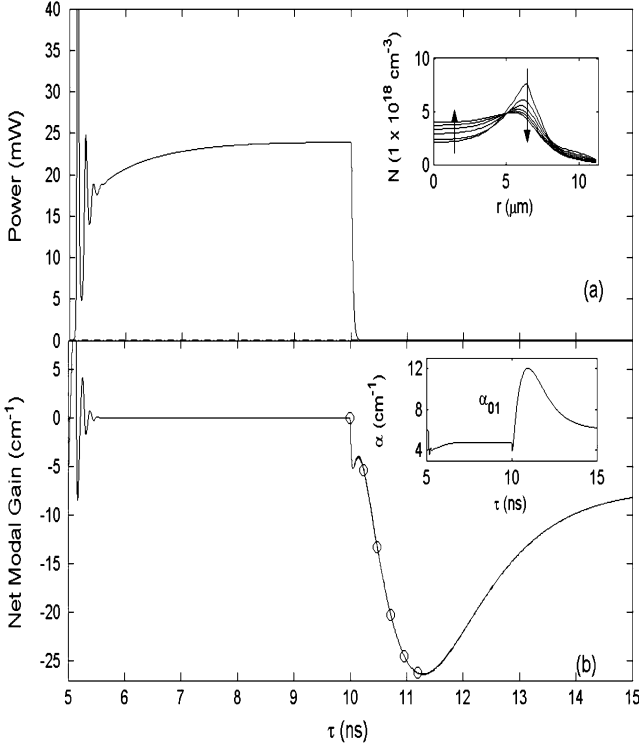 40
35
30
25
20
15
10
5
0
Power (mW)
10
5
0
N (1 x 10^18 cm^-3)
0 5 10
r (μm)
(a)
0
-5
-10
-15
-20
-25
Net Modal Gain (cm^-1)
12
8
4
α (cm^-1)
α01
5 10 15
τ (ns)
(b)
5 6 7 8 9 10 11 12 13 14 15
τ (ns)